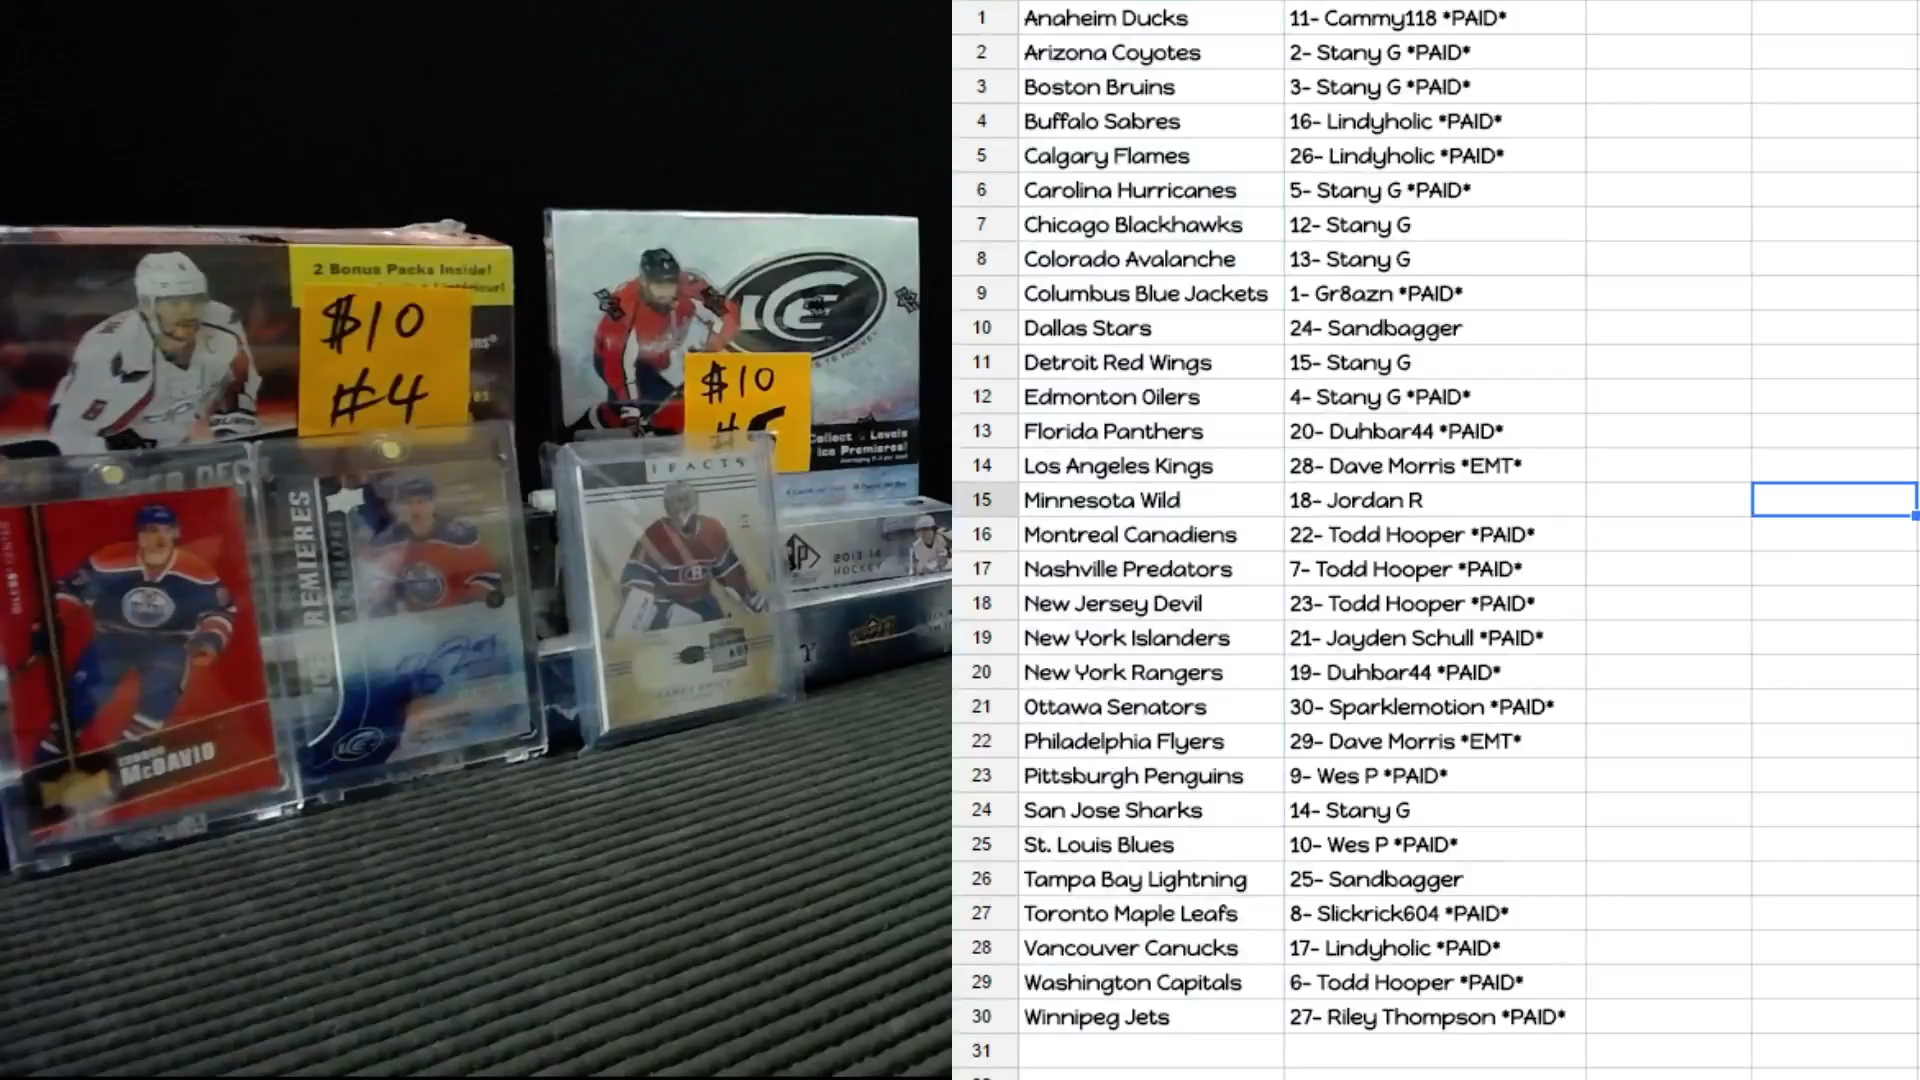 2 Bonus Packs Inside!
$10
#4
ICE
$10
Collect Levels
Ice Premieres!
IFACTS
2013-14
HOCKEY
McDAVID
ICE PREMIERES
1 Anaheim Ducks 11- Cammy118 *PAID*
2 Arizona Coyotes 2- Stany G *PAID*
3 Boston Bruins 3- Stany G *PAID*
4 Buffalo Sabres 16- Lindyholic *PAID*
5 Calgary Flames 26- Lindyholic *PAID*
6 Carolina Hurricanes 5- Stany G *PAID*
7 Chicago Blackhawks 12- Stany G
8 Colorado Avalanche 13- Stany G
9 Columbus Blue Jackets 1- Gr8azn *PAID*
10 Dallas Stars 24- Sandbagger
11 Detroit Red Wings 15- Stany G
12 Edmonton Oilers 4- Stany G *PAID*
13 Florida Panthers 20- Duhbar44 *PAID*
14 Los Angeles Kings 28- Dave Morris *EMT*
15 Minnesota Wild 18- Jordan R
16 Montreal Canadiens 22- Todd Hooper *PAID*
17 Nashville Predators 7- Todd Hooper *PAID*
18 New Jersey Devil 23- Todd Hooper *PAID*
19 New York Islanders 21- Jayden Schull *PAID*
20 New York Rangers 19- Duhbar44 *PAID*
21 Ottawa Senators 30- Sparklemotion *PAID*
22 Philadelphia Flyers 29- Dave Morris *EMT*
23 Pittsburgh Penguins 9- Wes P *PAID*
24 San Jose Sharks 14- Stany G
25 St. Louis Blues 10- Wes P *PAID*
26 Tampa Bay Lightning 25- Sandbagger
27 Toronto Maple Leafs 8- Slickrick604 *PAID*
28 Vancouver Canucks 17- Lindyholic *PAID*
29 Washington Capitals 6- Todd Hooper *PAID*
30 Winnipeg Jets 27- Riley Thompson *PAID*
31